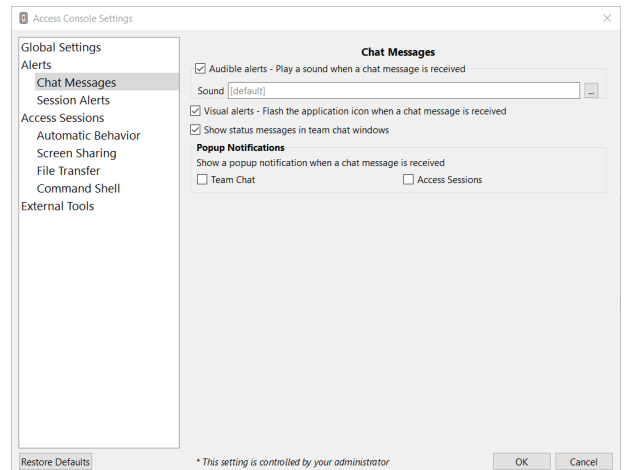 Access Console Settings
Global Settings
Alerts
Chat Messages
Session Alerts
Access Sessions
Automatic Behavior
Screen Sharing
File Transfer
Command Shell
External Tools
Chat Messages
Audible alerts - Play a sound when a chat message is received
Sound [default] ...
Visual alerts - Flash the application icon when a chat message is received
Show status messages in team chat windows
Popup Notifications
Show a popup notification when a chat message is received
Team Chat Access Sessions
Restore Defaults * This setting is controlled by your administrator OK Cancel